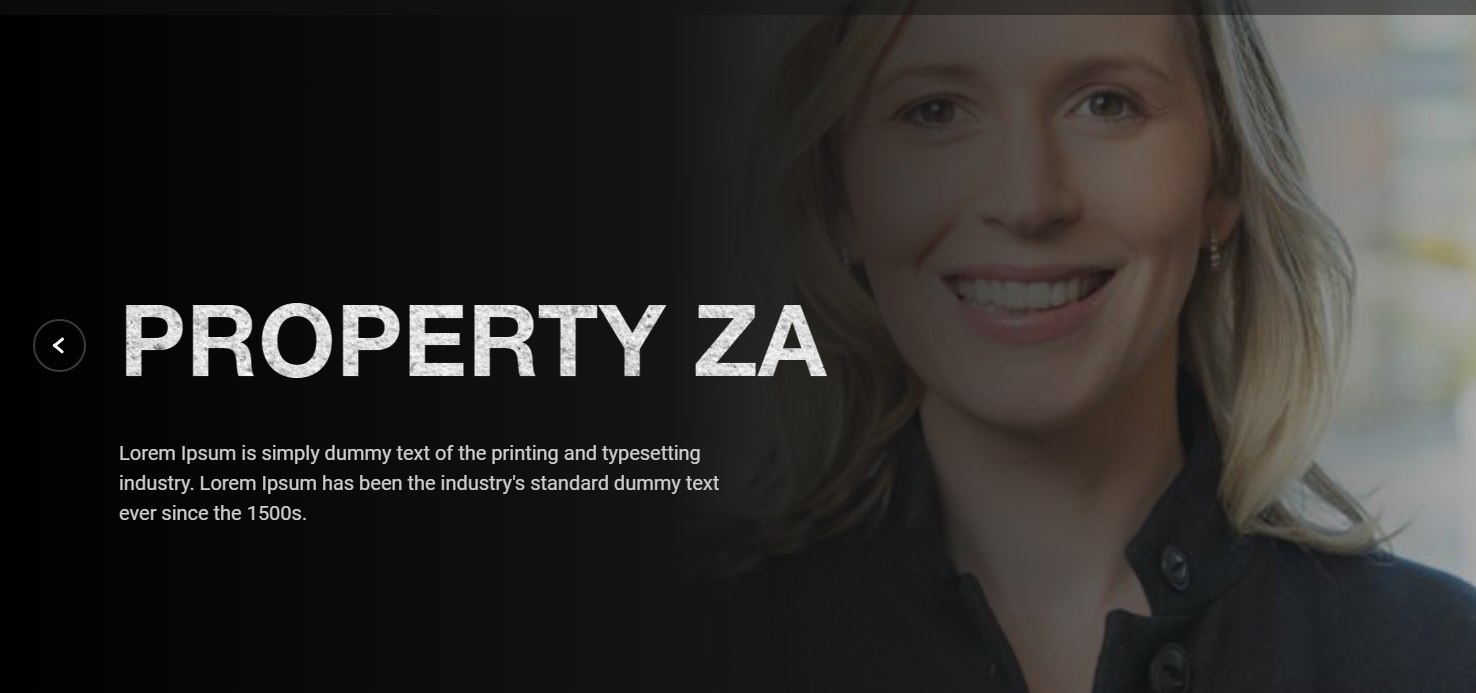 PROPERTY ZA
Lorem Ipsum is simply dummy text of the printing and typesetting
industry. Lorem Ipsum has been the industry's standard dummy text
ever since the 1500s.